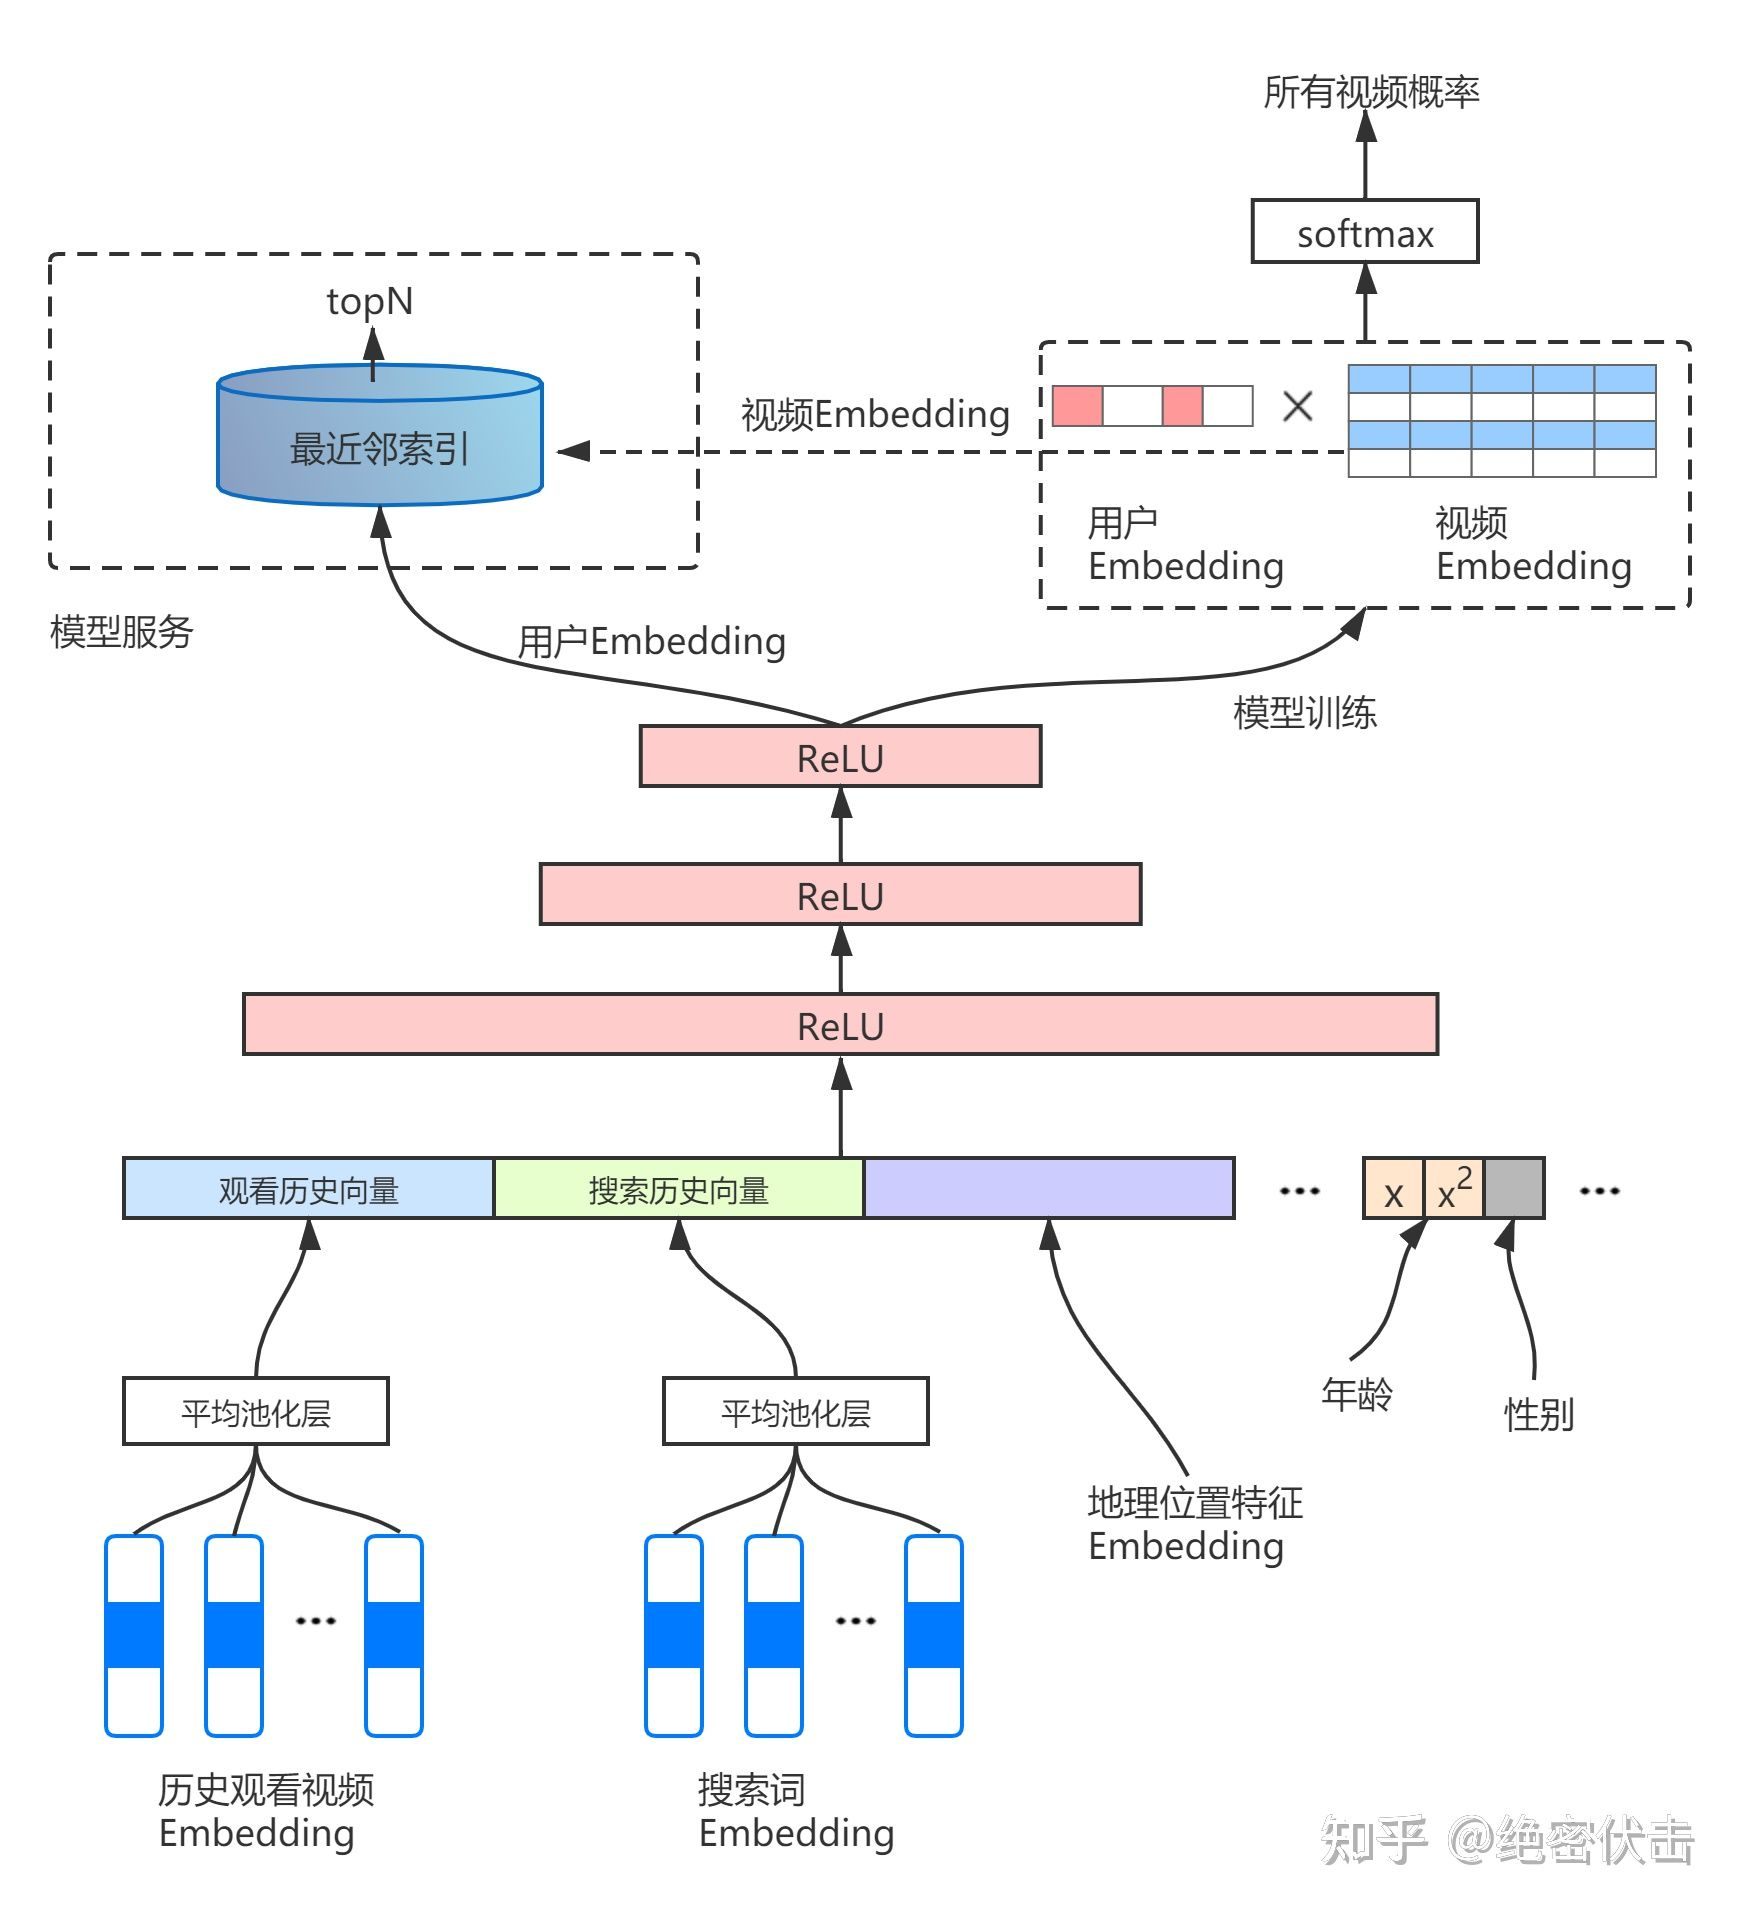 所有视频概率
softmax
topN
最近邻索引
视频Embedding
用户
Embedding
视频
Embedding
模型服务
用户Embedding
模型训练
ReLU
ReLU
ReLU
观看历史向量
搜索历史向量
...
x
x²
...
平均池化层
平均池化层
年龄
性别
地理位置特征
Embedding
...
...
历史观看视频
Embedding
搜索词
Embedding
知乎 @绝密伏击